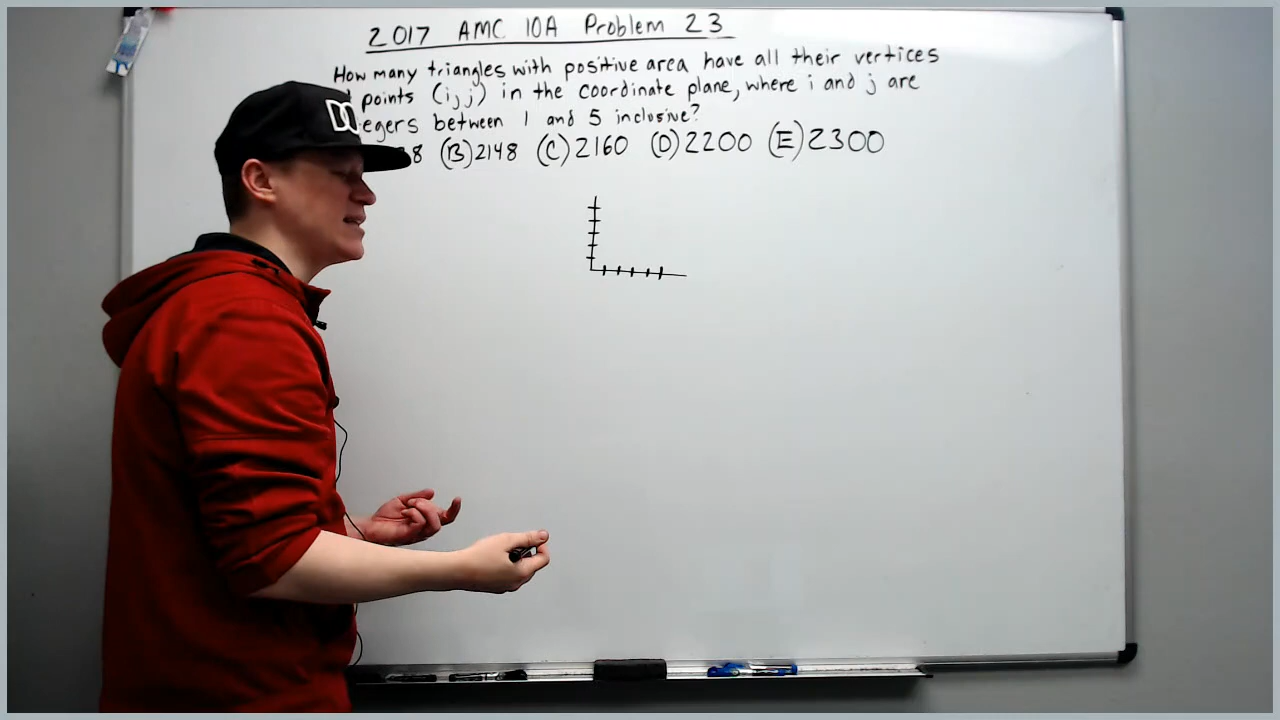 2017 AMC 10A Problem 23
How many triangles with positive area have all their vertices
points (i,j) in the coordinate plane, where i and j are
egers between 1 and 5 inclusive?
8 (B) 2148 (C) 2160 (D) 2200 (E) 2300
DC